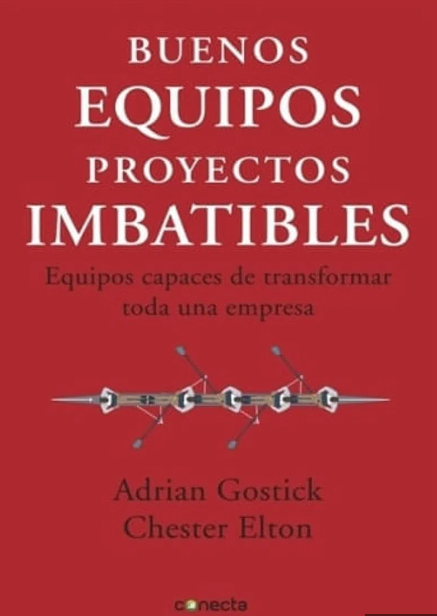 BUENOS
EQUIPOS
PROYECTOS
IMBATIBLES
Equipos capaces de transformar
toda una empresa
Adrian Gostick
Chester Elton
conecta